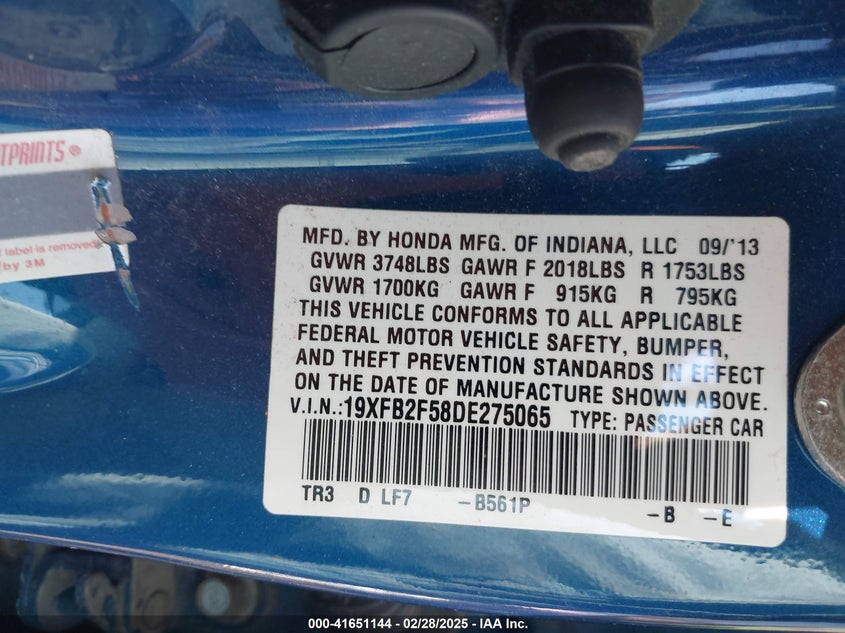 TPRINTS ®
label is removed
/by 3M
MFD. BY HONDA MFG. OF INDIANA, LLC 09/'13
GVWR 3748LBS GAWR F 2018LBS R 1753LBS
GVWR 1700KG GAWR F 915KG R 795KG
THIS VEHICLE CONFORMS TO ALL APPLICABLE
FEDERAL MOTOR VEHICLE SAFETY, BUMPER,
AND THEFT PREVENTION STANDARDS IN EFFECT
ON THE DATE OF MANUFACTURE SHOWN ABOVE.
V.I.N.:19XFB2F58DE275065 TYPE: PASSENGER CAR
TR3 D LF7 -B561P -B -E
000-41651144 - 02/28/2025 - IAA Inc.